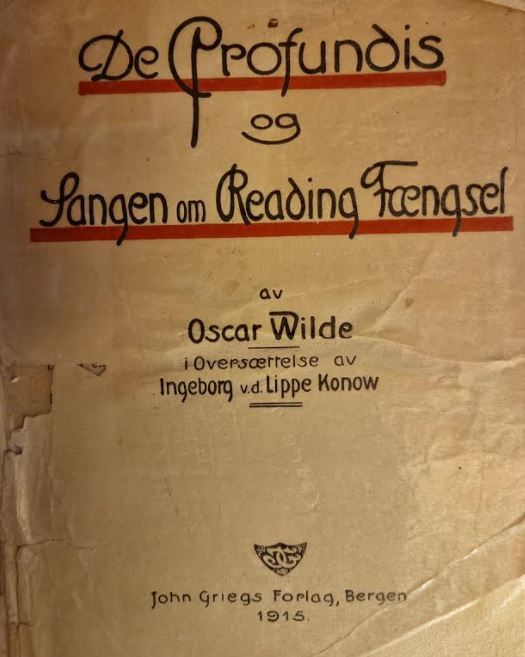 De Profundis
og
Sangen om Reading Fængsel
av
Oscar Wilde
i Oversættelse av
Ingeborg v.d. Lippe Konow
John Griegs Forlag, Bergen
1915.